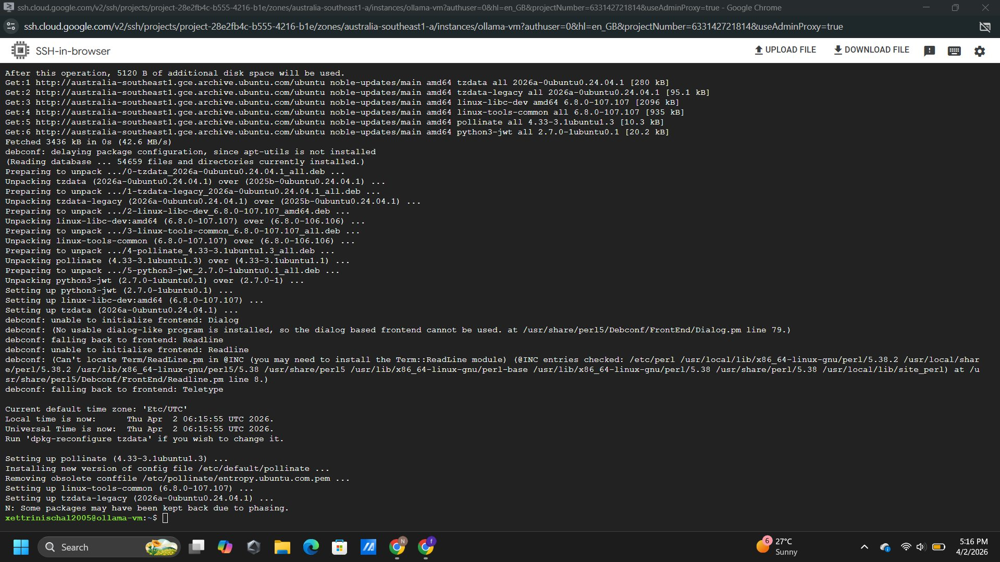 ssh.cloud.google.com/v2/ssh/projects/project-28e2fb4c-b555-4216-b1e/zones/australia-southeast1-a/instances/ollama-vm?authuser=0&hl=en_GB&projectNumber=633142721814&useAdminProxy=true - Google Chrome
ssh.cloud.google.com/v2/ssh/projects/project-28e2fb4c-b555-4216-b1e/zones/australia-southeast1-a/instances/ollama-vm?authuser=0&hl=en_GB&projectNumber=633142721814&useAdminProxy=true
SSH-in-browser
UPLOAD FILE
DOWNLOAD FILE
After this operation, 5120 B of additional disk space will be used.
Get:1 http://australia-southeast1.gce.archive.ubuntu.com/ubuntu noble-updates/main amd64 tzdata all 2026a-0ubuntu0.24.04.1 [280 kB]
Get:2 http://australia-southeast1.gce.archive.ubuntu.com/ubuntu noble-updates/main amd64 tzdata-legacy all 2026a-0ubuntu0.24.04.1 [95.1 kB]
Get:3 http://australia-southeast1.gce.archive.ubuntu.com/ubuntu noble-updates/main amd64 linux-libc-dev amd64 6.8.0-107.107 [2096 kB]
Get:4 http://australia-southeast1.gce.archive.ubuntu.com/ubuntu noble-updates/main amd64 linux-tools-common all 6.8.0-107.107 [935 kB]
Get:5 http://australia-southeast1.gce.archive.ubuntu.com/ubuntu noble-updates/main amd64 pollinate all 4.33-3.1ubuntu1.3 [10.3 kB]
Get:6 http://australia-southeast1.gce.archive.ubuntu.com/ubuntu noble-updates/main amd64 python3-jwt all 2.7.0-1ubuntu0.1 [20.2 kB]
Fetched 3436 kB in 0s (42.6 MB/s)
debconf: delaying package configuration, since apt-utils is not installed
(Reading database ... 54659 files and directories currently installed.)
Preparing to unpack .../0-tzdata_2026a-0ubuntu0.24.04.1_all.deb ...
Unpacking tzdata (2026a-0ubuntu0.24.04.1) over (2025b-0ubuntu0.24.04.1) ...
Preparing to unpack .../1-tzdata-legacy_2026a-0ubuntu0.24.04.1_all.deb ...
Unpacking tzdata-legacy (2026a-0ubuntu0.24.04.1) over (2025b-0ubuntu0.24.04.1) ...
Preparing to unpack .../2-linux-libc-dev_6.8.0-107.107_amd64.deb ...
Unpacking linux-libc-dev:amd64 (6.8.0-107.107) over (6.8.0-106.106) ...
Preparing to unpack .../3-linux-tools-common_6.8.0-107.107_all.deb ...
Unpacking linux-tools-common (6.8.0-107.107) over (6.8.0-106.106) ...
Preparing to unpack .../4-pollinate_4.33-3.1ubuntu1.3_all.deb ...
Unpacking pollinate (4.33-3.1ubuntu1.3) over (4.33-3.1ubuntu1.1) ...
Preparing to unpack .../5-python3-jwt_2.7.0-1ubuntu0.1_all.deb ...
Unpacking python3-jwt (2.7.0-1ubuntu0.1) over (2.7.0-1) ...
Setting up python3-jwt (2.7.0-1ubuntu0.1) ...
Setting up linux-libc-dev:amd64 (6.8.0-107.107) ...
Setting up tzdata (2026a-0ubuntu0.24.04.1) ...
debconf: unable to initialize frontend: Dialog
debconf: (No usable dialog-like program is installed, so the dialog based frontend cannot be used. at /usr/share/perl5/Debconf/FrontEnd/Dialog.pm line 79.)
debconf: falling back to frontend: Readline
debconf: unable to initialize frontend: Readline
debconf: (Can't locate Term/ReadLine.pm in @INC (you may need to install the Term::ReadLine module) (@INC entries checked: /etc/perl /usr/local/lib/x86_64-linux-gnu/perl/5.38.2 /usr/local/shar
e/perl/5.38.2 /usr/lib/x86_64-linux-gnu/perl5/5.38 /usr/share/perl5 /usr/lib/x86_64-linux-gnu/perl-base /usr/lib/x86_64-linux-gnu/perl/5.38 /usr/share/perl/5.38 /usr/local/lib/site_perl) at /u
sr/share/perl5/Debconf/FrontEnd/Readline.pm line 8.)
debconf: falling back to frontend: Teletype
Current default time zone: 'Etc/UTC'
Local time is now:      Thu Apr  2 06:15:55 UTC 2026.
Universal Time is now:  Thu Apr  2 06:15:55 UTC 2026.
Run 'dpkg-reconfigure tzdata' if you wish to change it.
Setting up pollinate (4.33-3.1ubuntu1.3) ...
Installing new version of config file /etc/default/pollinate ...
Removing obsolete conffile /etc/pollinate/entropy.ubuntu.com.pem ...
Setting up linux-tools-common (6.8.0-107.107) ...
Setting up tzdata-legacy (2026a-0ubuntu0.24.04.1) ...
N: Some packages may have been kept back due to phasing.
xettrinischal2005@ollama-vm:~$
Search
N
f
6
27°C
Sunny
5:16 PM
4/2/2026